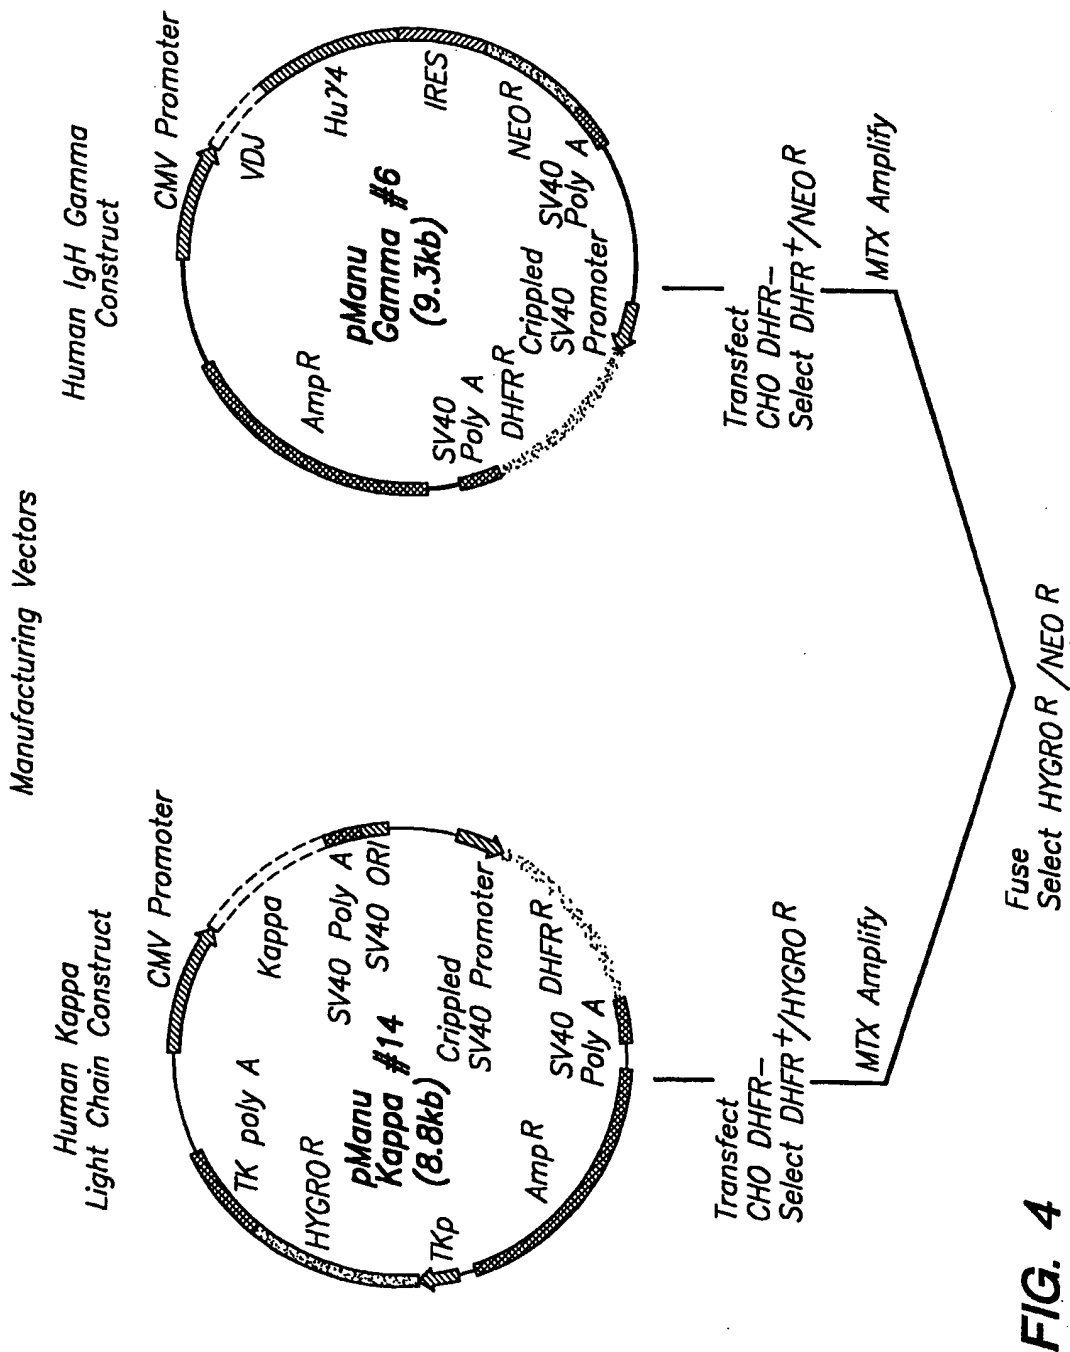 Manufacturing Vectors
Human Kappa
Light Chain Construct
CMV Promoter
Kappa
SV40 Poly A
SV40 ORI
Crippled
SV40 Promoter
DHFR R
SV40
Poly A
AmpR
TKp
HYGRO R
TK poly A
pManu
Kappa #14
(8.8kb)
Transfect
CHO DHFR-
Select DHFR+/HYGRO R
MTX Amplify
Human IgH Gamma
Construct
CMV Promoter
VDJ
Huγ4
IRES
NEO R
SV40
Poly A
Crippled
SV40
Promoter
DHFR R
SV40
Poly A
AmpR
pManu
Gamma #6
(9.3kb)
Transfect
CHO DHFR-
Select DHFR+/NEO R
MTX Amplify
Fuse
Select HYGRO R /NEO R
FIG. 4